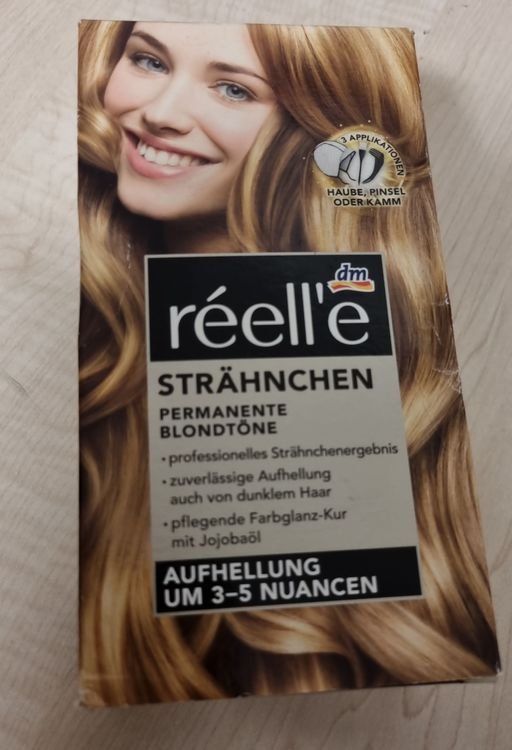 3 APPLIKATIONEN
HAUBE, PINSEL
ODER KAMM
dm
réell'e
STRÄHNCHEN
PERMANENTE
BLONDTÖNE
• professionelles Strähnchenergebnis
• zuverlässige Aufhellung
auch von dunklem Haar
• pflegende Farbglanz-Kur
mit Jojobaöl
AUFHELLUNG
UM 3–5 NUANCEN